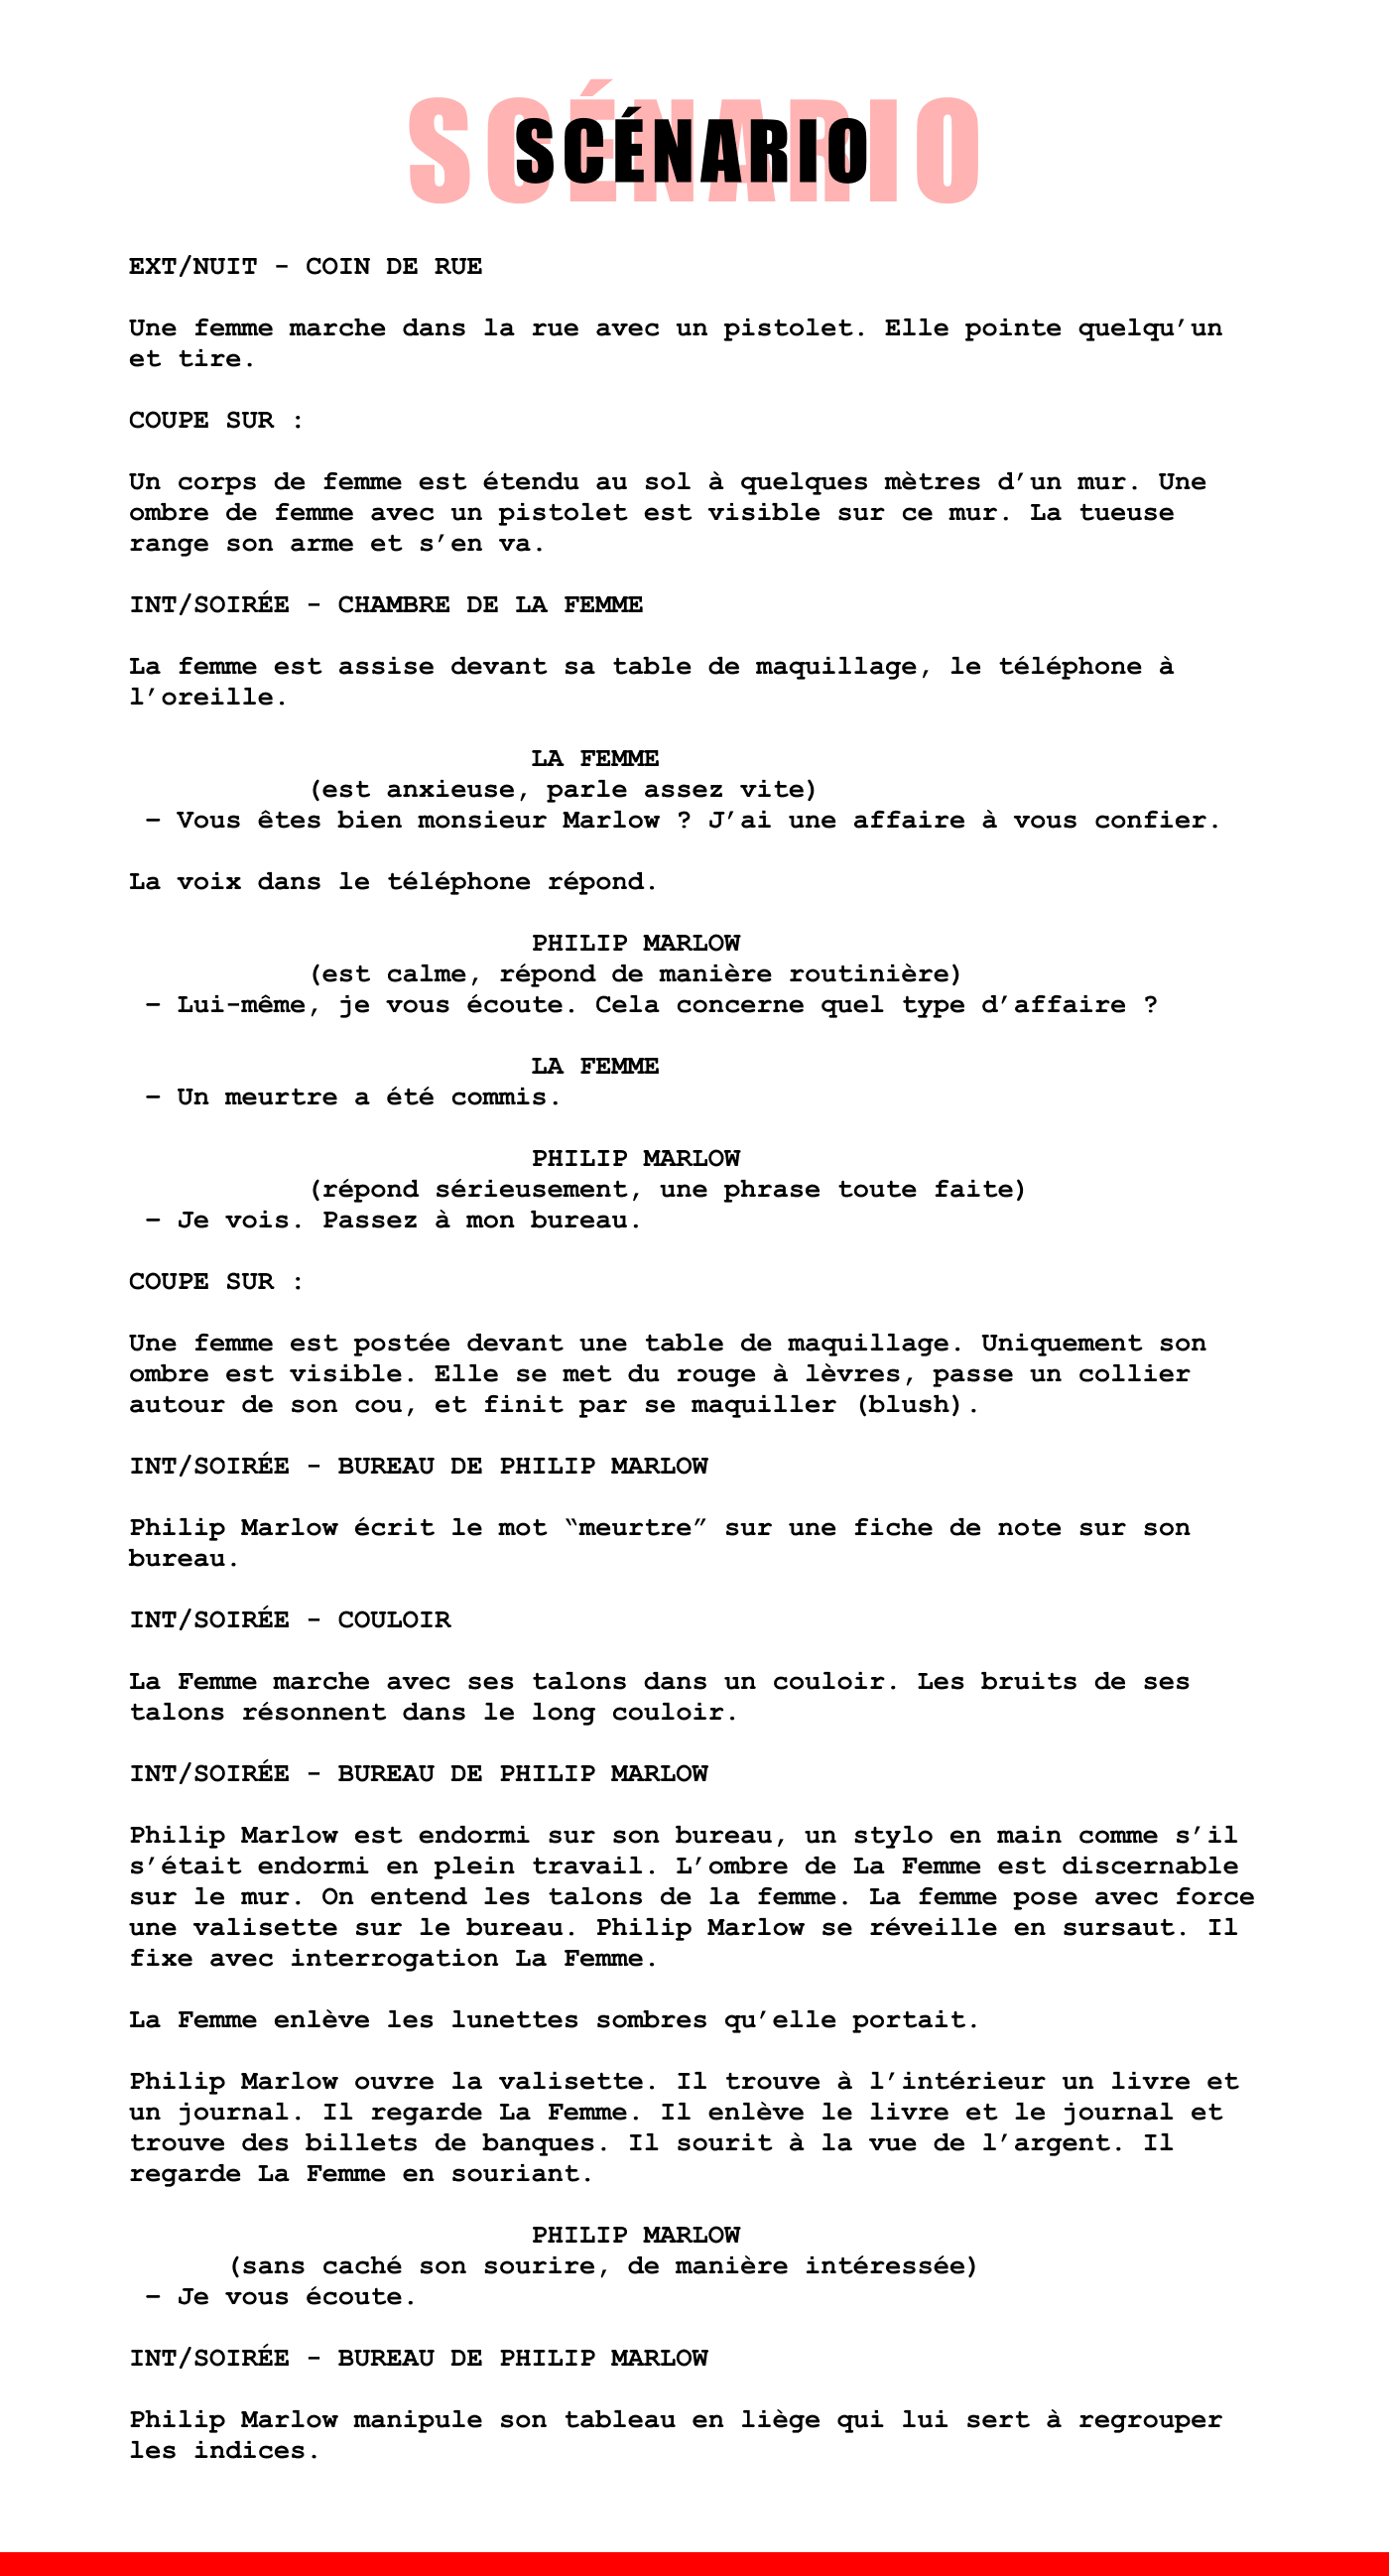 SCÉNARIO
SCÉNARIO
EXT/NUIT - COIN DE RUE
Une femme marche dans la rue avec un pistolet. Elle pointe quelqu’un
et tire.
COUPE SUR :
Un corps de femme est étendu au sol à quelques mètres d’un mur. Une
ombre de femme avec un pistolet est visible sur ce mur. La tueuse
range son arme et s’en va.
INT/SOIRÉE - CHAMBRE DE LA FEMME
La femme est assise devant sa table de maquillage, le téléphone à
l’oreille.
LA FEMME
(est anxieuse, parle assez vite)
– Vous êtes bien monsieur Marlow ? J’ai une affaire à vous confier.
La voix dans le téléphone répond.
PHILIP MARLOW
(est calme, répond de manière routinière)
– Lui-même, je vous écoute. Cela concerne quel type d’affaire ?
LA FEMME
– Un meurtre a été commis.
PHILIP MARLOW
(répond sérieusement, une phrase toute faite)
– Je vois. Passez à mon bureau.
COUPE SUR :
Une femme est postée devant une table de maquillage. Uniquement son
ombre est visible. Elle se met du rouge à lèvres, passe un collier
autour de son cou, et finit par se maquiller (blush).
INT/SOIRÉE - BUREAU DE PHILIP MARLOW
Philip Marlow écrit le mot “meurtre” sur une fiche de note sur son
bureau.
INT/SOIRÉE - COULOIR
La Femme marche avec ses talons dans un couloir. Les bruits de ses
talons résonnent dans le long couloir.
INT/SOIRÉE - BUREAU DE PHILIP MARLOW
Philip Marlow est endormi sur son bureau, un stylo en main comme s’il
s’était endormi en plein travail. L’ombre de La Femme est discernable
sur le mur. On entend les talons de la femme. La femme pose avec force
une valisette sur le bureau. Philip Marlow se réveille en sursaut. Il
fixe avec interrogation La Femme.
La Femme enlève les lunettes sombres qu’elle portait.
Philip Marlow ouvre la valisette. Il trouve à l’intérieur un livre et
un journal. Il regarde La Femme. Il enlève le livre et le journal et
trouve des billets de banques. Il sourit à la vue de l’argent. Il
regarde La Femme en souriant.
PHILIP MARLOW
(sans caché son sourire, de manière intéressée)
– Je vous écoute.
INT/SOIRÉE - BUREAU DE PHILIP MARLOW
Philip Marlow manipule son tableau en liège qui lui sert à regrouper
les indices.